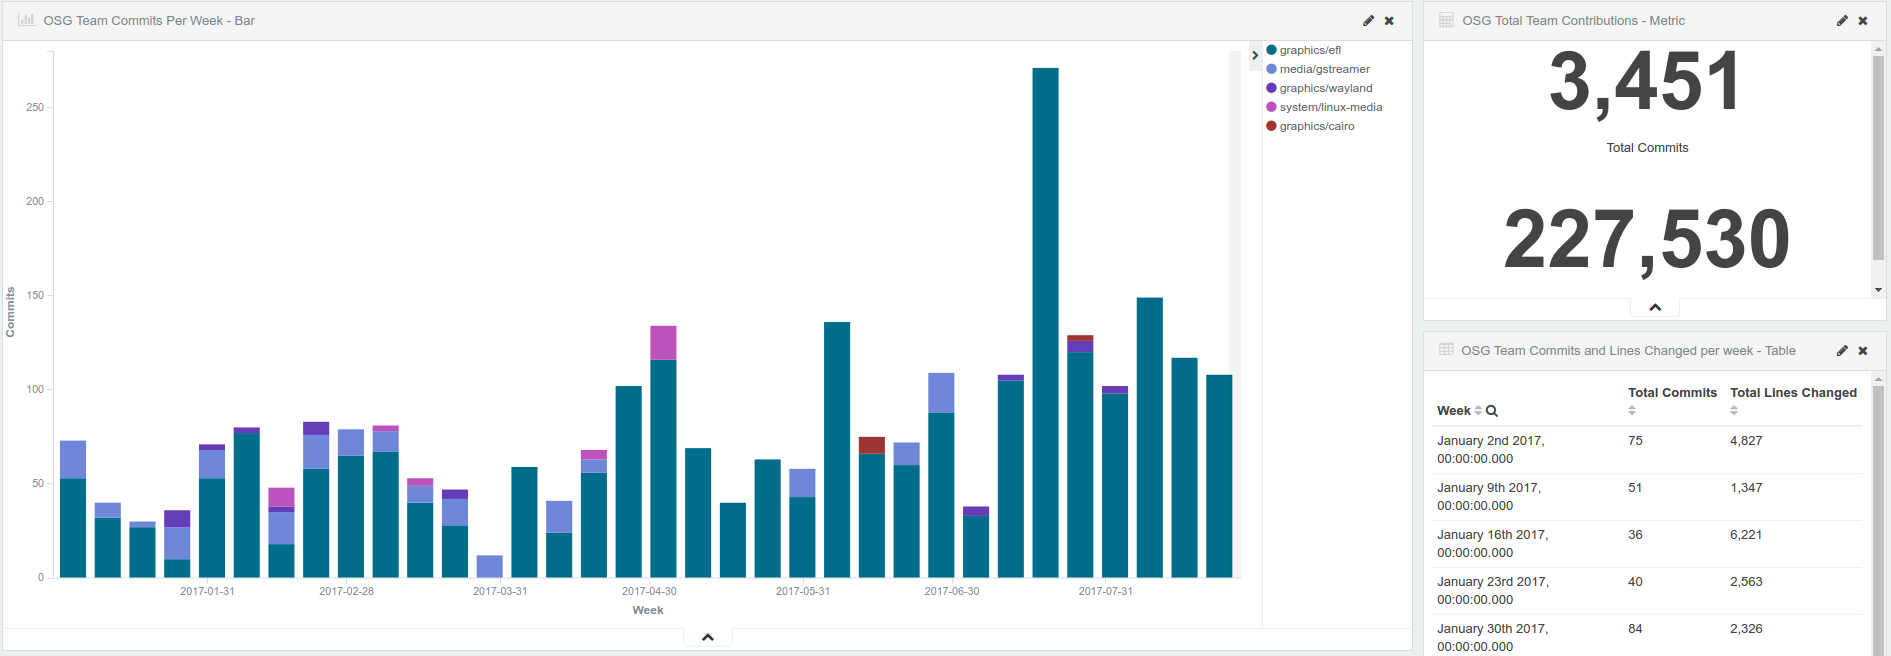 OSG Team Commits Per Week - Bar
250
200
150
100
50
0
Commits
2017-01-31
2017-02-28
2017-03-31
2017-04-30
2017-05-31
2017-06-30
2017-07-31
Week
graphics/efl
media/gstreamer
graphics/wayland
system/linux-media
graphics/cairo
OSG Total Team Contributions - Metric
3,451
Total Commits
227,530
OSG Team Commits and Lines Changed per week - Table
Week Total Commits Total Lines Changed
January 2nd 2017, 75 4,827
00:00:00.000
January 9th 2017, 51 1,347
00:00:00.000
January 16th 2017, 36 6,221
00:00:00.000
January 23rd 2017, 40 2,563
00:00:00.000
January 30th 2017, 84 2,326
00:00:00.000